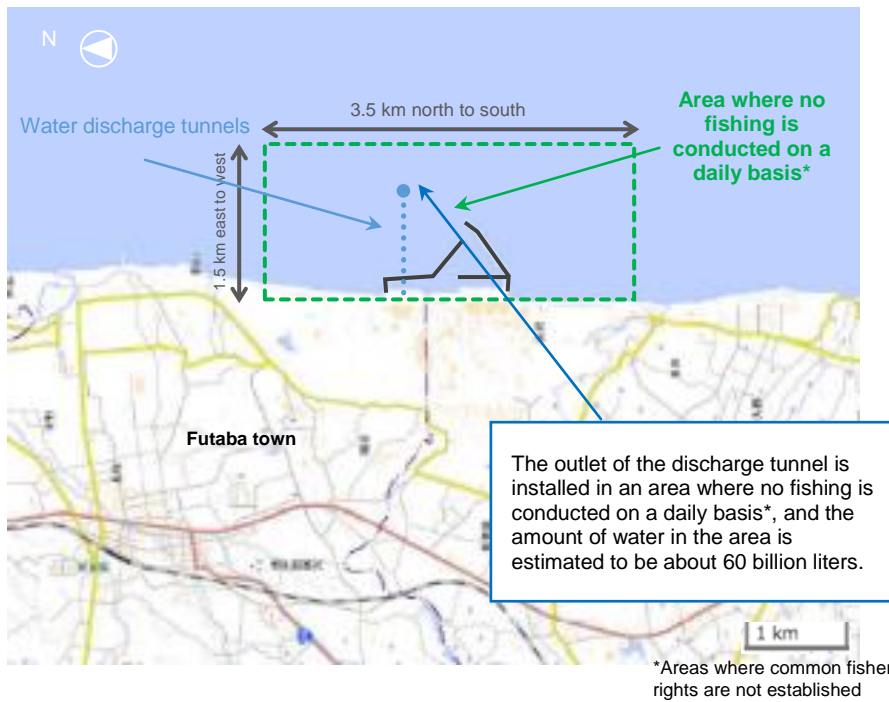 N
3.5 km north to south
Area where no
fishing is
conducted on a
daily basis*
Water discharge tunnels
1.5 km east to west
Futaba town
The outlet of the discharge tunnel is
installed in an area where no fishing is
conducted on a daily basis*, and the
amount of water in the area is
estimated to be about 60 billion liters.
1 km
*Areas where common fisher
rights are not established